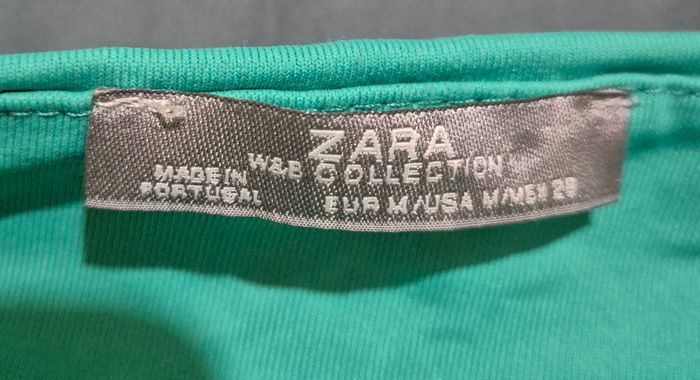 ZARA
W&B COLLECTION
MADE IN
PORTUGAL
EUR M/USA M/MEX 28